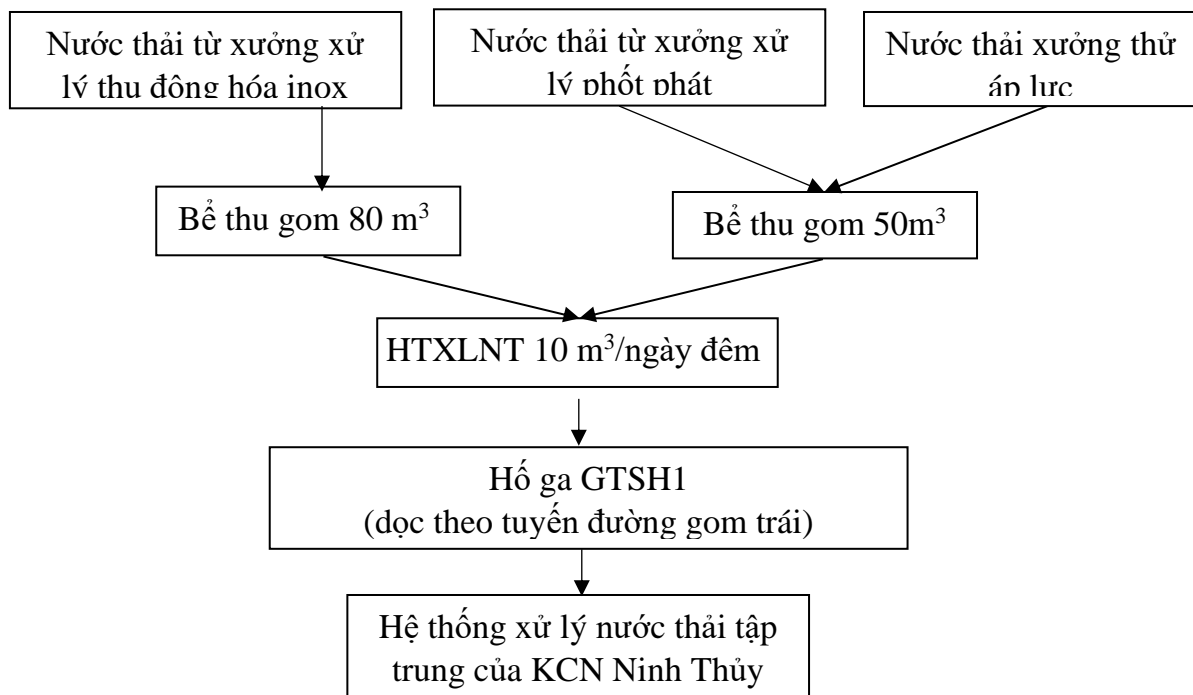 Nước thải từ xưởng xử
lý thụ động hóa inox
Nước thải từ xưởng xử
lý phốt phát
Nước thải xưởng thử
áp lực
Bể thu gom 80 m³
Bể thu gom 50m³
HTXLNT 10 m³/ngày đêm
Hố ga GTSH1
(dọc theo tuyến đường gom trái)
Hệ thống xử lý nước thải tập
trung của KCN Ninh Thủy